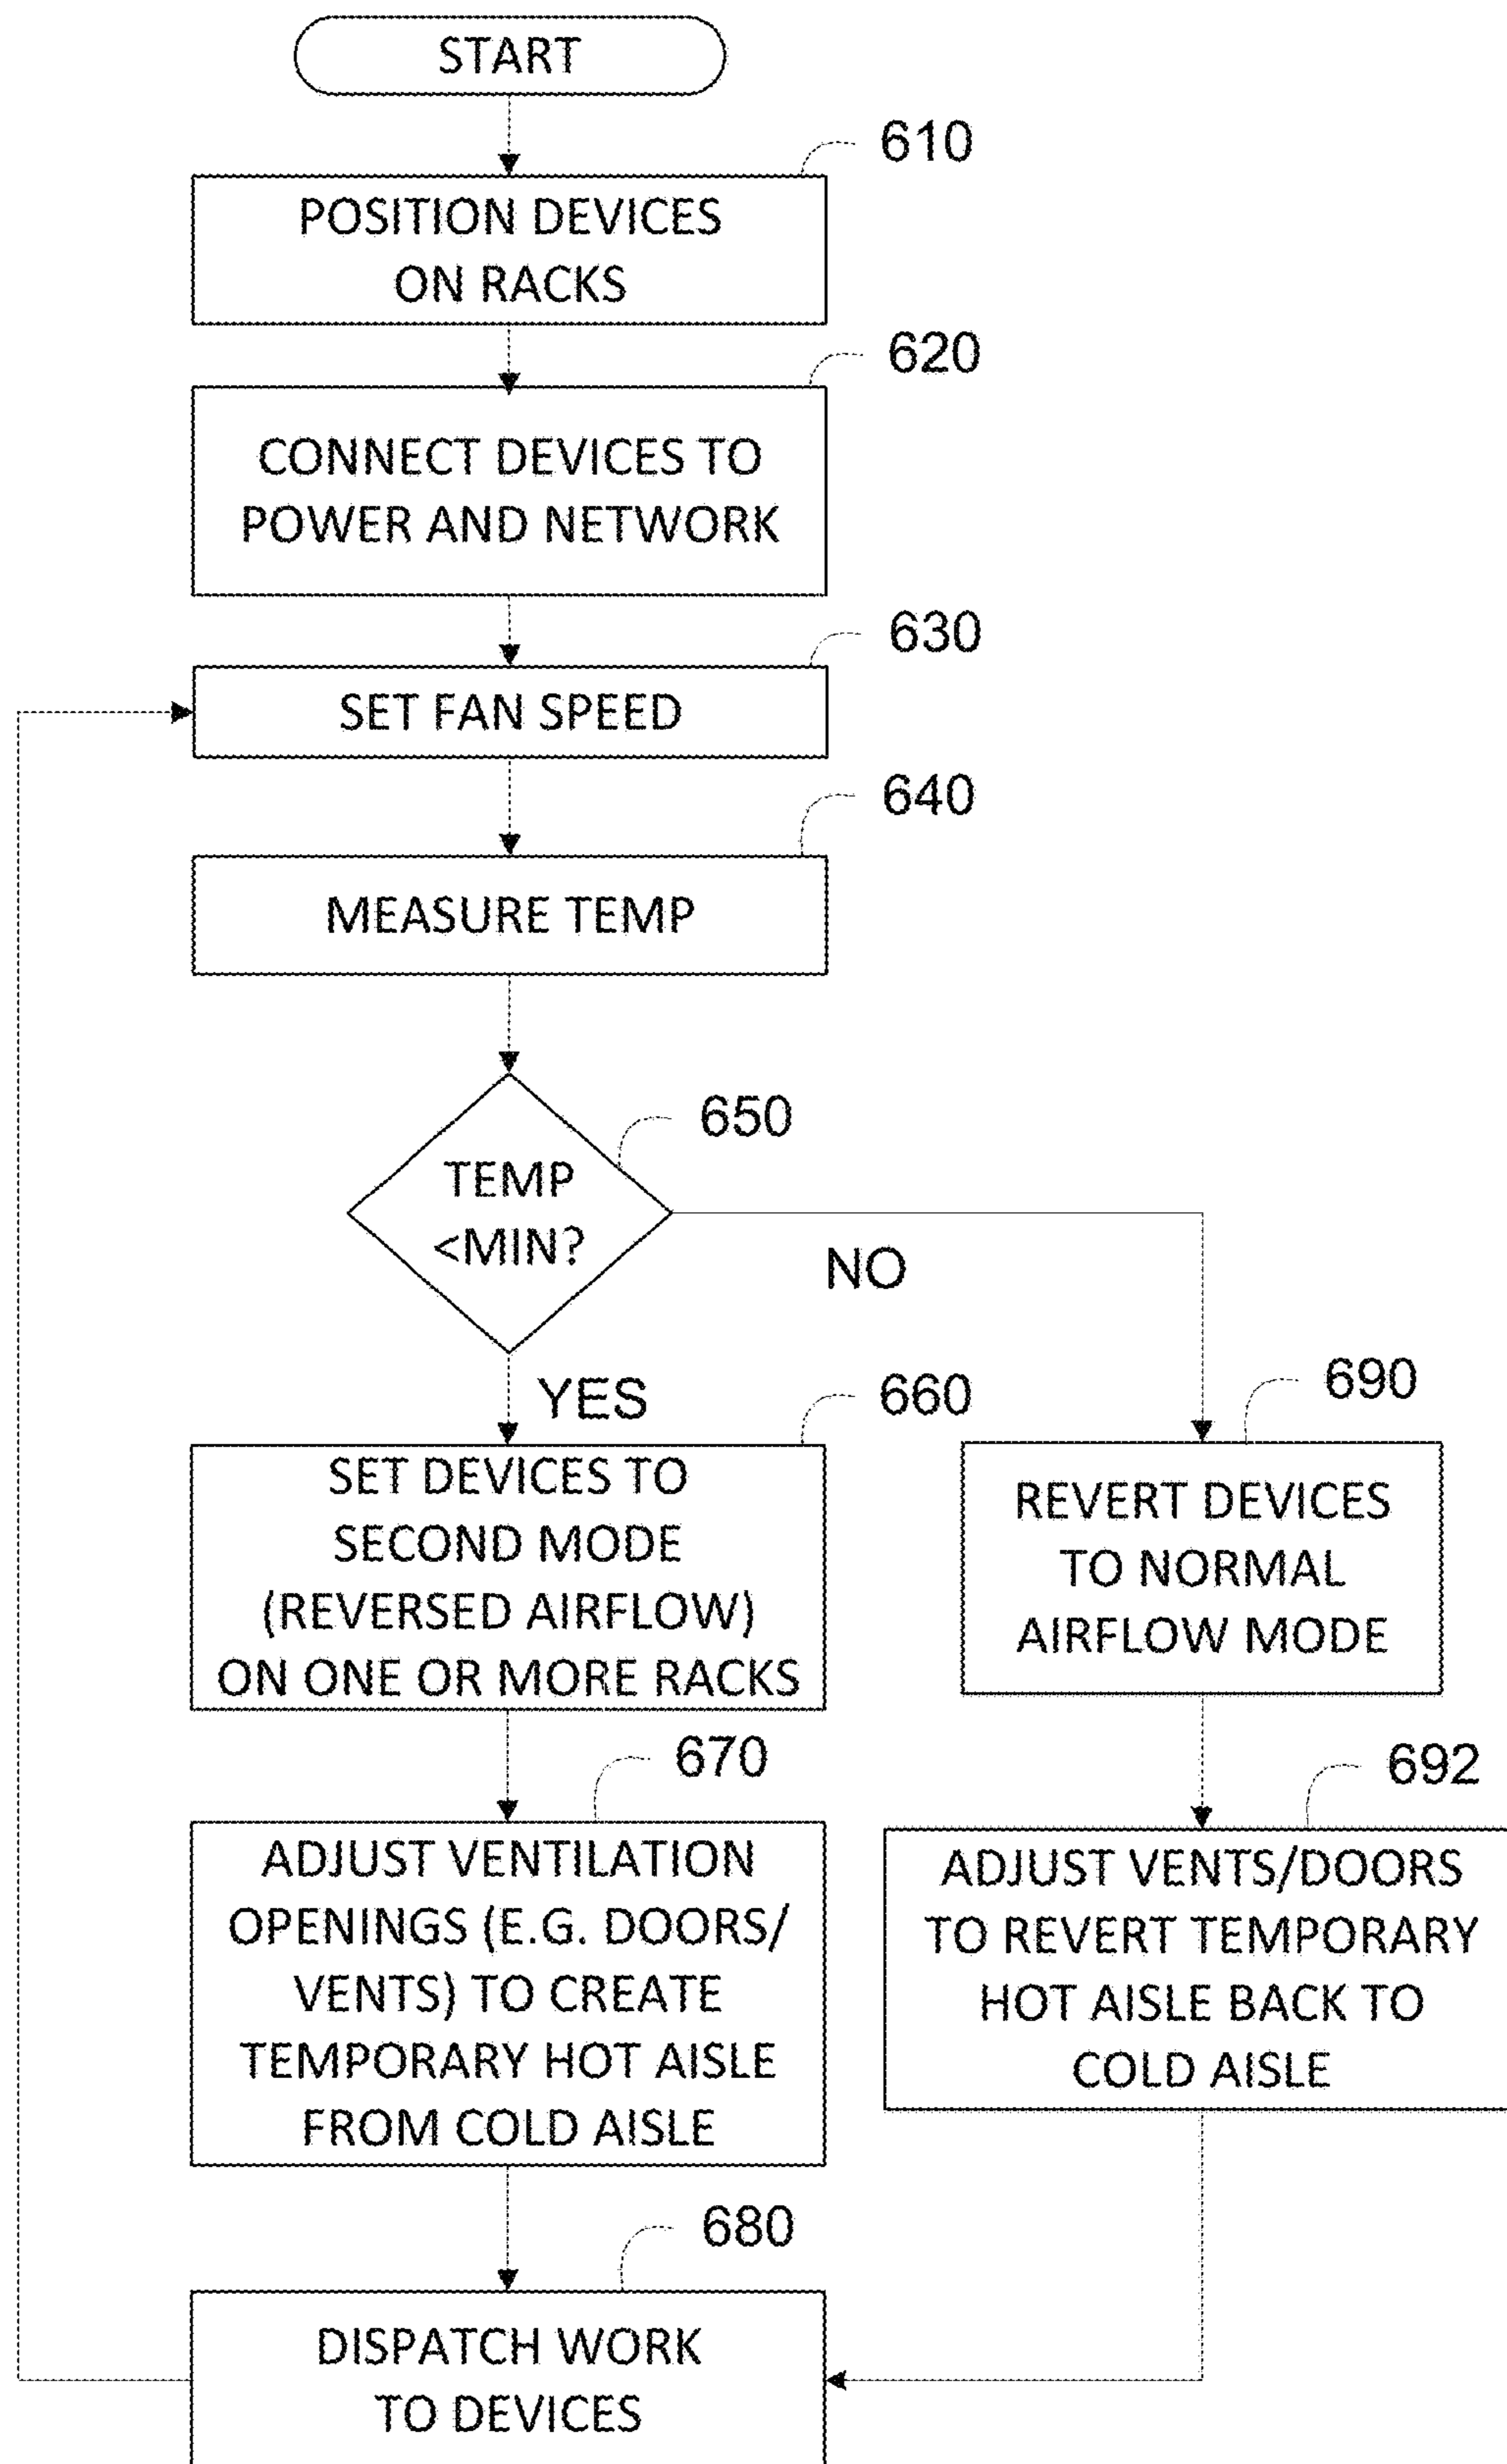 START
610
POSITION DEVICES
ON RACKS
620
CONNECT DEVICES TO
POWER AND NETWORK
630
SET FAN SPEED
640
MEASURE TEMP
650
TEMP
<MIN?
NO
YES
660
SET DEVICES TO
SECOND MODE
(REVERSED AIRFLOW)
ON ONE OR MORE RACKS
690
REVERT DEVICES
TO NORMAL
AIRFLOW MODE
670
ADJUST VENTILATION
OPENINGS (E.G. DOORS/
VENTS) TO CREATE
TEMPORARY HOT AISLE
FROM COLD AISLE
692
ADJUST VENTS/DOORS
TO REVERT TEMPORARY
HOT AISLE BACK TO
COLD AISLE
680
DISPATCH WORK
TO DEVICES